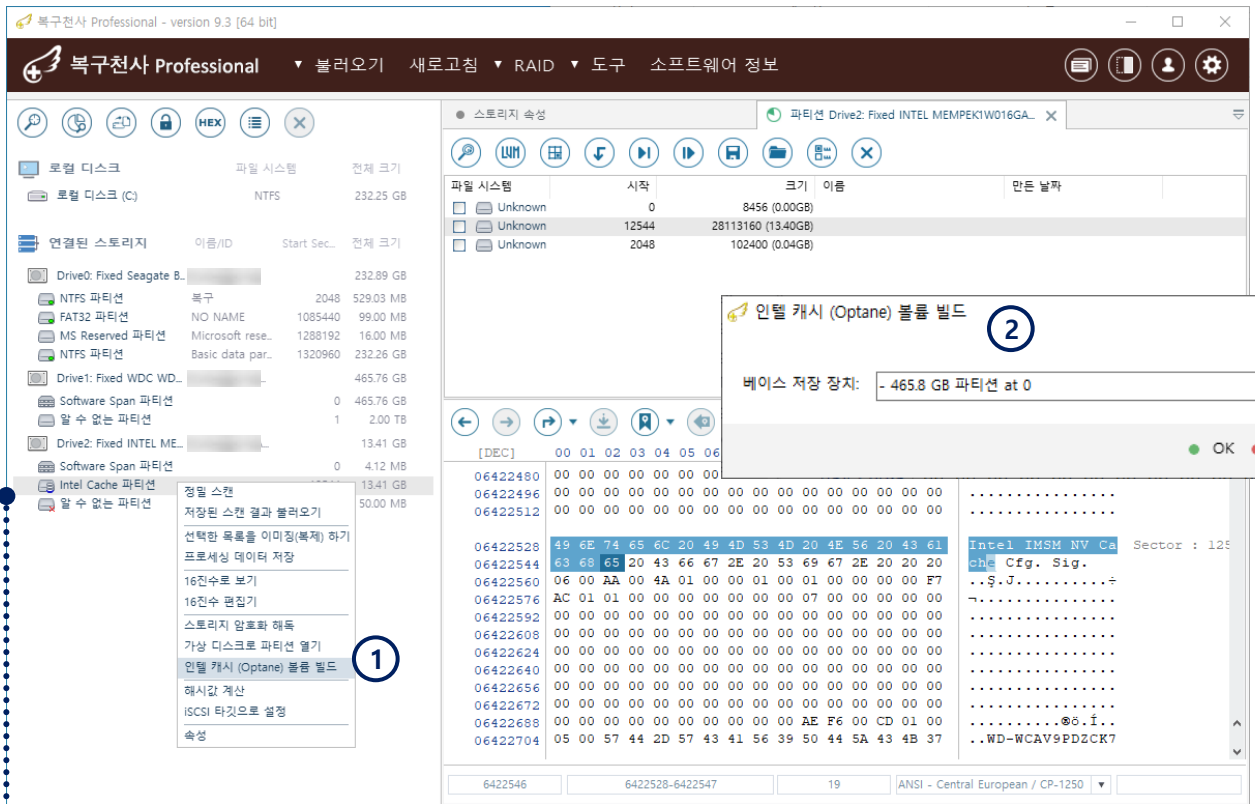 복구천사 Professional - version 9.3 [64 bit]
복구천사 Professional ▼ 불러오기 새로고침 ▼ RAID ▼ 도구 소프트웨어 정보
HEX
로컬 디스크 파일 시스템 전체 크기
로컬 디스크 (C:) NTFS 232.25 GB
연결된 스토리지 이름/ID Start Sec... 전체 크기
Drive0: Fixed Seagate B... 232.89 GB
NTFS 파티션 복구 2048 529.03 MB
FAT32 파티션 NO NAME 1085440 99.00 MB
MS Reserved 파티션 Microsoft rese... 1288192 16.00 MB
NTFS 파티션 Basic data par... 1320960 232.26 GB
Drive1: Fixed WDC WD... 465.76 GB
Software Span 파티션 0 465.76 GB
알 수 없는 파티션 1 2.00 TB
Drive2: Fixed INTEL ME... 13.41 GB
Software Span 파티션 0 4.12 MB
Intel Cache 파티션 13.41 GB
알 수 없는 파티션 50.00 MB
정밀 스캔
저장된 스캔 결과 불러오기
선택한 목록을 이미징(복제) 하기
프로세싱 데이터 저장
16진수로 보기
16진수 편집기
스토리지 암호화 해독
가상 디스크로 파티션 열기
인텔 캐시 (Optane) 볼륨 빌드
1
해시값 계산
iSCSI 타깃으로 설정
속성
스토리지 속성
파티션 Drive2: Fixed INTEL MEMPEK1W016GA...
LVM
파일 시스템 시작 크기 이름 만든 날짜
Unknown 0 8456 (0.00GB)
Unknown 12544 28113160 (13.40GB)
Unknown 2048 102400 (0.04GB)
인텔 캐시 (Optane) 볼륨 빌드
2
베이스 저장 장치: - 465.8 GB 파티션 at 0
OK
[DEC] 00 01 02 03 04 05 06
06422480 00 00 00 00 00 00 00
06422496 00 00 00 00 00 00 00 00 00 00 00 00 00 00 00 00 ................
06422512 00 00 00 00 00 00 00 00 00 00 00 00 00 00 00 00 ................
06422528 49 6E 74 65 6C 20 49 4D 53 4D 20 4E 56 20 43 61 Intel IMSM NV Ca Sector : 125
06422544 63 68 65 20 43 66 67 2E 20 53 69 67 2E 20 20 20 che Cfg. Sig.
06422560 06 00 AA 00 4A 01 00 00 01 00 01 00 00 00 00 F7 ..Ş.J..........÷
06422576 AC 01 01 00 00 00 00 00 00 00 07 00 00 00 00 00 ¬...............
06422592 00 00 00 00 00 00 00 00 00 00 00 00 00 00 00 00 ................
06422608 00 00 00 00 00 00 00 00 00 00 00 00 00 00 00 00 ................
06422624 00 00 00 00 00 00 00 00 00 00 00 00 00 00 00 00 ................
06422640 00 00 00 00 00 00 00 00 00 00 00 00 00 00 00 00 ................
06422656 00 00 00 00 00 00 00 00 00 00 00 00 00 00 00 00 ................
06422672 00 00 00 00 00 00 00 00 00 00 00 00 00 00 00 00 ................
06422688 00 00 00 00 00 00 00 00 00 00 AE F6 00 CD 01 00 ..........®ö.Í..
06422704 05 00 57 44 2D 57 43 41 56 39 50 44 5A 43 4B 37 ..WD-WCAV9PDZCK7
6422546 6422528-6422547 19 ANSI - Central European / CP-1250 ▼